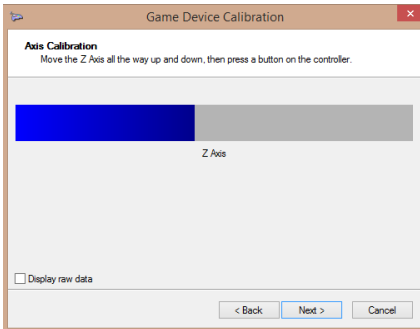 Game Device Calibration
Axis Calibration
Move the Z Axis all the way up and down, then press a button on the controller.
Z Axis
Display raw data
< Back Next > Cancel